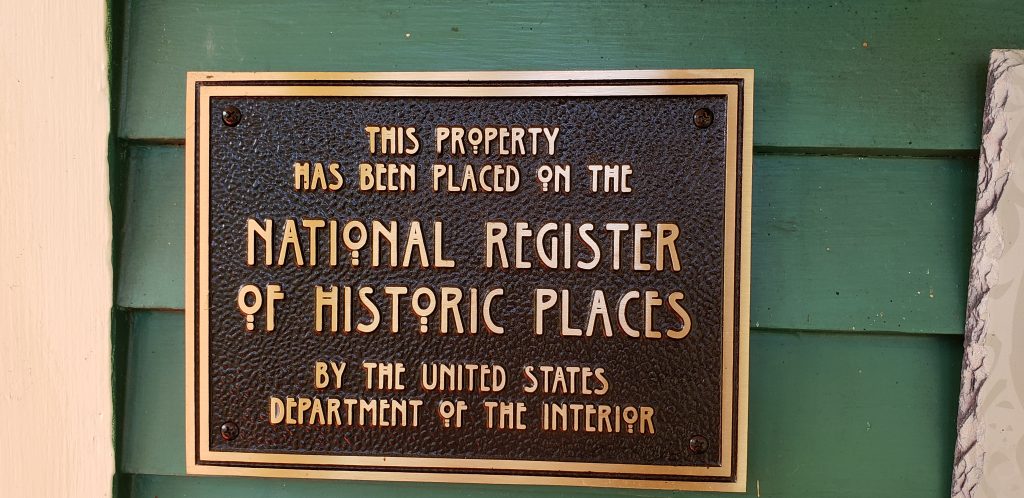 THIS PROPERTY
HAS BEEN PLACED ON THE
NATIONAL REGISTER
OF HISTORIC PLACES
BY THE UNITED STATES
DEPARTMENT OF THE INTERIOR